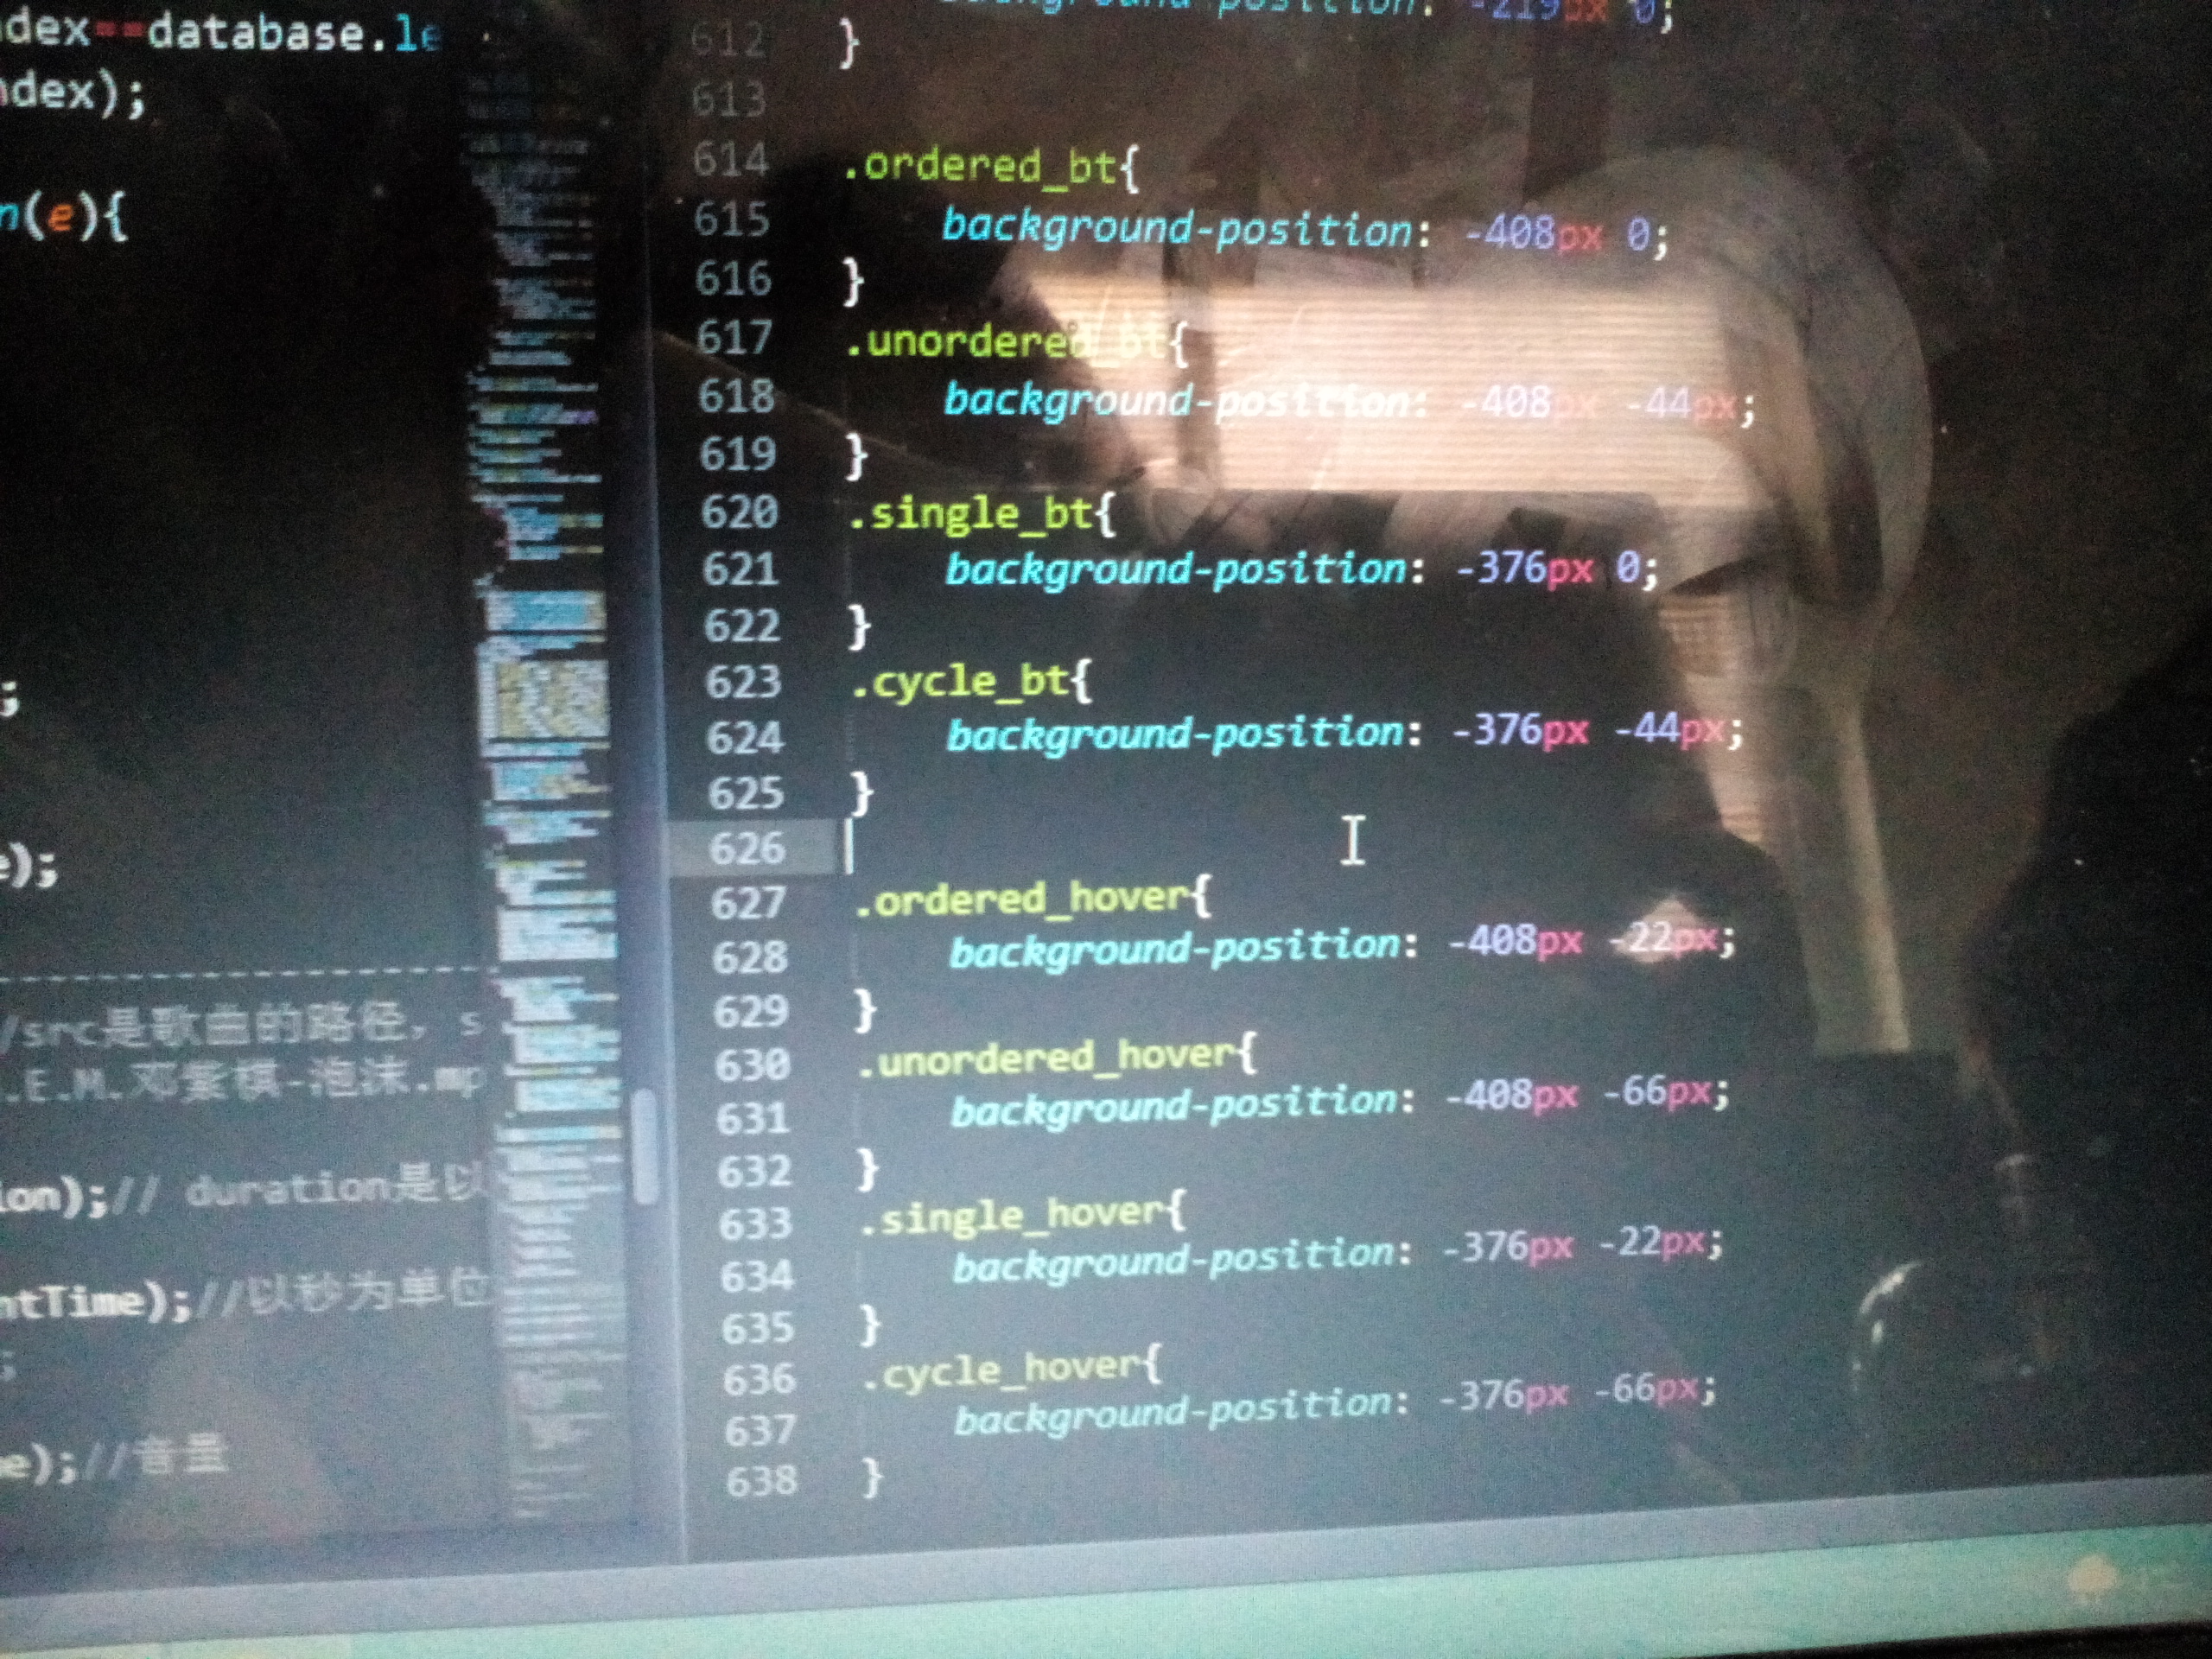 dex==database.le
ndex);
n(e){
;
e);
/src是歌曲的路径，s
.E.M.邓紫棋-泡沫.mp
ion);// duration是以
ntTime);//以秒为单位
;
e);//音量
background-position: -219px 0;
612 }
613
614 .ordered_bt{
615 background-position: -408px 0;
616 }
617 .unordered_bt{
618 background-position: -408px -44px;
619 }
620 .single_bt{
621 background-position: -376px 0;
622 }
623 .cycle_bt{
624 background-position: -376px -44px;
625 }
626
627 .ordered_hover{
628 background-position: -408px -22px;
629 }
630 .unordered_hover{
631 background-position: -408px -66px;
632 }
633 .single_hover{
634 background-position: -376px -22px;
635 }
636 .cycle_hover{
637 background-position: -376px -66px;
638 }